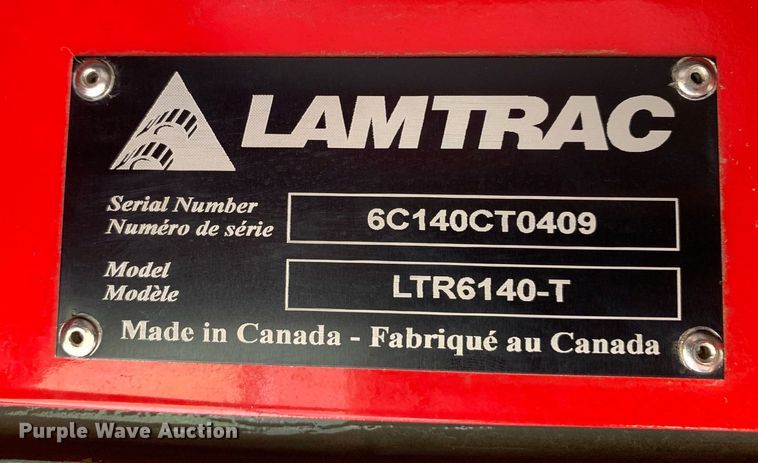 LAMTRAC
Serial Number
Numéro de série
6C140CT0409
Model
Modèle
LTR6140-T
Made in Canada - Fabriqué au Canada
Purple Wave Auction